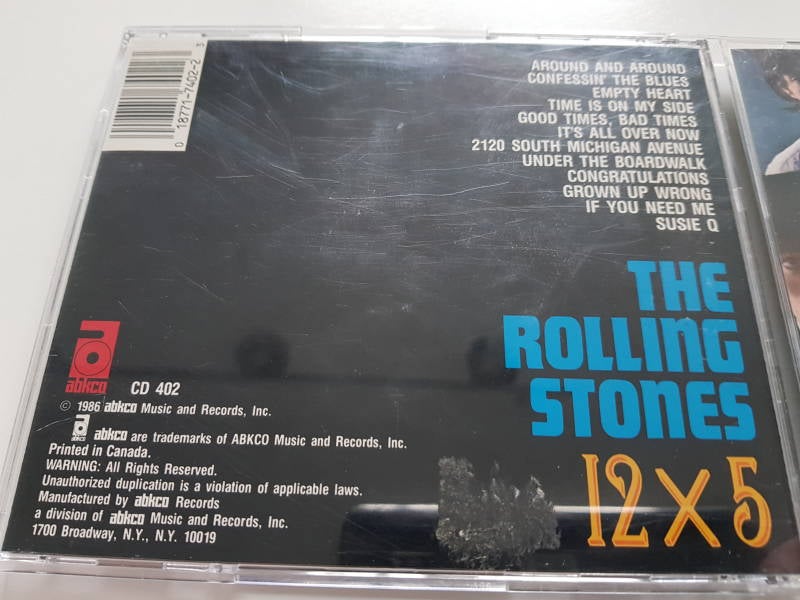 0 18771-7402-2 3
AROUND AND AROUND
CONFESSIN' THE BLUES
EMPTY HEART
TIME IS ON MY SIDE
GOOD TIMES, BAD TIMES
IT'S ALL OVER NOW
2120 SOUTH MICHIGAN AVENUE
UNDER THE BOARDWALK
CONGRATULATIONS
GROWN UP WRONG
IF YOU NEED ME
SUSIE Q
THE
ROLLING
STONES
12 X 5
abkco
CD 402
© 1986 abkco Music and Records, Inc.
abkco abkco are trademarks of ABKCO Music and Records, Inc.
Printed in Canada.
WARNING: All Rights Reserved.
Unauthorized duplication is a violation of applicable laws.
Manufactured by abkco Records
a division of abkco Music and Records, Inc.
1700 Broadway, N.Y., N.Y. 10019